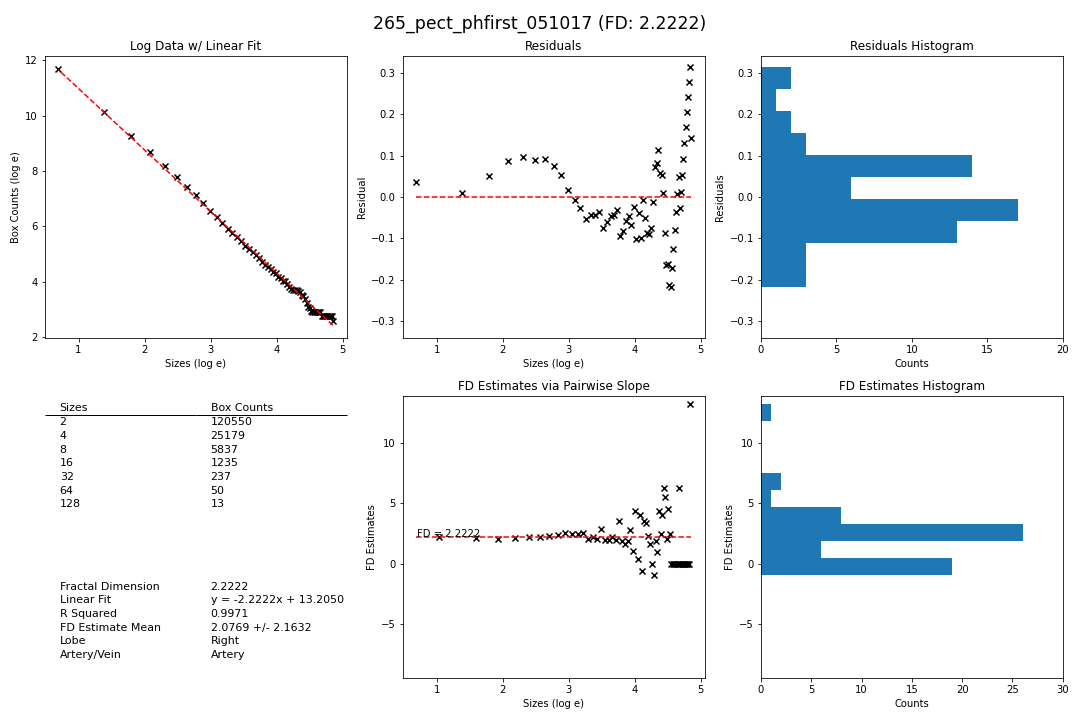 265_pect_phfirst_051017 (FD: 2.2222)
Log Data w/ Linear Fit
Box Counts (log e)
12
10
8
6
4
2
1 2 3 4 5
Sizes (log e)
Residuals
Residual
0.3
0.2
0.1
0.0
−0.1
−0.2
−0.3
1 2 3 4 5
Sizes (log e)
Residuals Histogram
Residuals
0.3
0.2
0.1
0.0
−0.1
−0.2
−0.3
0 5 10 15 20
Counts
Sizes Box Counts
2 120550
4 25179
8 5837
16 1235
32 237
64 50
128 13
Fractal Dimension 2.2222
Linear Fit y = -2.2222x + 13.2050
R Squared 0.9971
FD Estimate Mean 2.0769 +/- 2.1632
Lobe Right
Artery/Vein Artery
FD Estimates via Pairwise Slope
FD Estimates
10
5
0
−5
FD = 2.2222
1 2 3 4 5
Sizes (log e)
FD Estimates Histogram
FD Estimates
10
5
0
−5
0 5 10 15 20 25 30
Counts